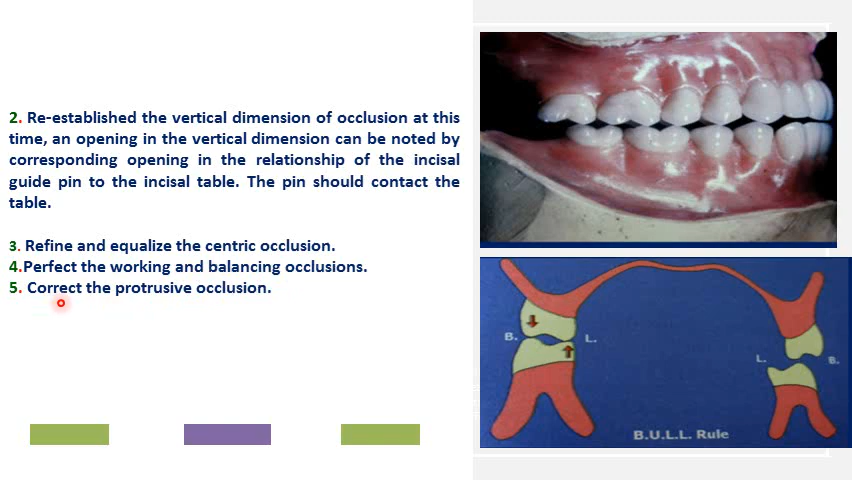 2. Re-established the vertical dimension of occlusion at this
time, an opening in the vertical dimension can be noted by
corresponding opening in the relationship of the incisal
guide pin to the incisal table. The pin should contact the
table.
3. Refine and equalize the centric occlusion.
4.Perfect the working and balancing occlusions.
5. Correct the protrusive occlusion.
B. L. L. B.
B.U.L.L. Rule